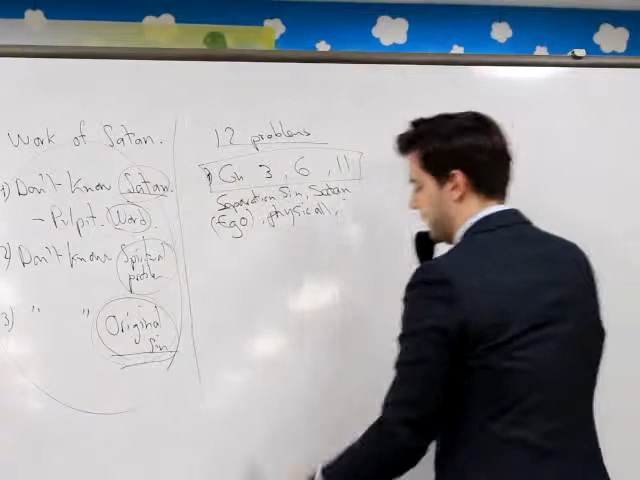 Work of Satan.
1) Don't Know Satan.
- Pulpit. Word.
2) Don't know Spiritual
problem
3) " " Original
sin
12 problems
1) Gn 3, 6, 11
Separation Sin Satan
(Ego), physical,